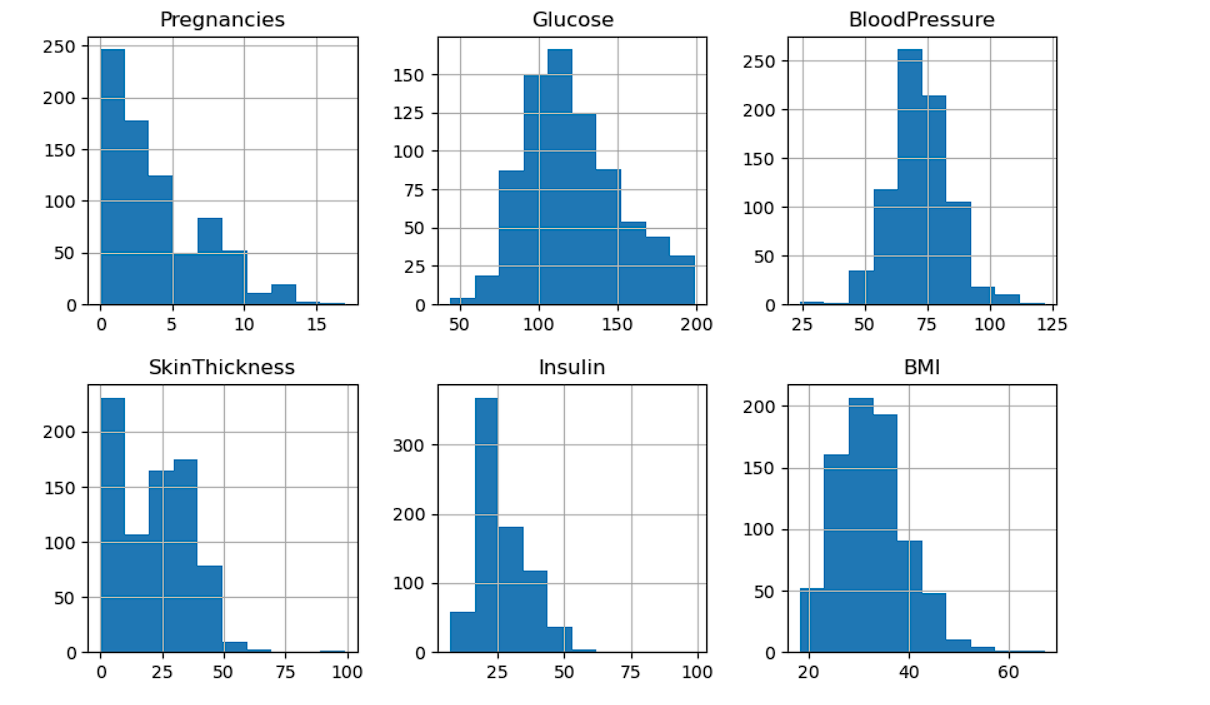 Pregnancies Glucose BloodPressure
250 150 250
200 125 200
150 100 150
100 75 100
50 50 50
0 25 0
0
0 5 10 15 50 100 150 200 25 50 75 100 125
SkinThickness Insulin BMI
200 300 200
150 200 150
100 100 100
50 0 50
0 0
0 25 50 75 100 25 50 75 100 20 40 60